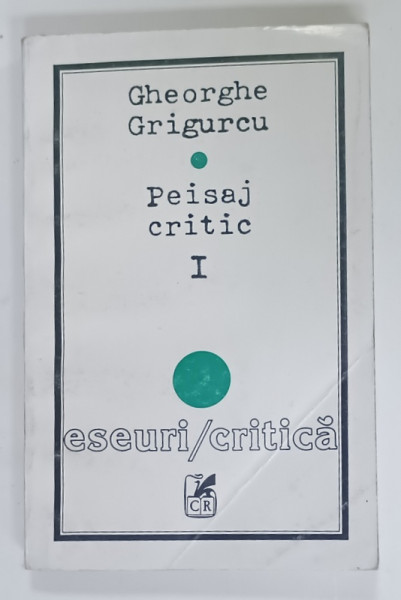 Gheorghe
Grigurcu
Peisaj
critic
I
eseuri/critică
CR